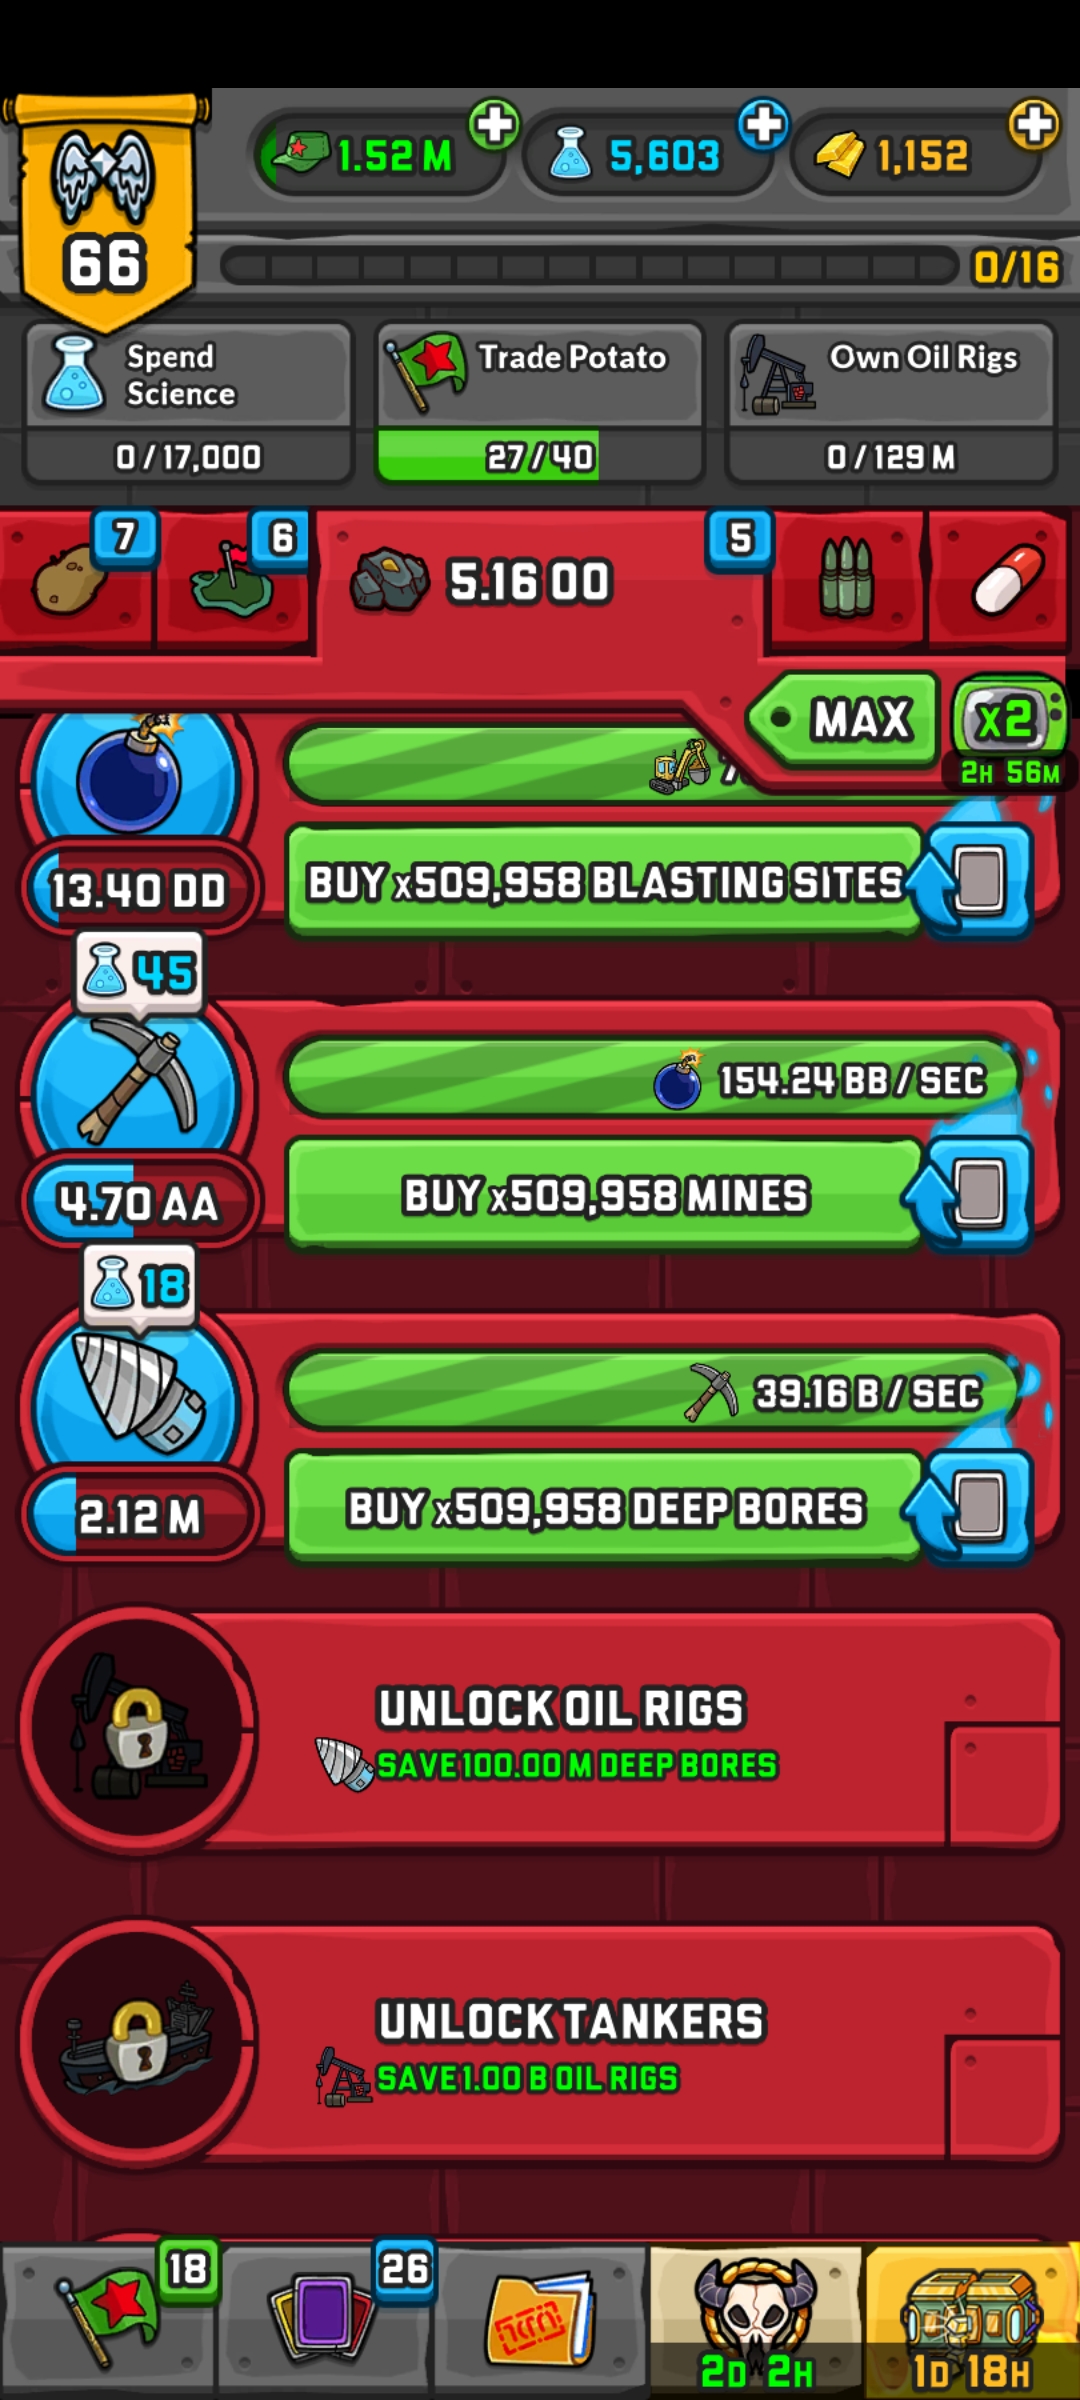 1.52 M
5,603
1,152
66
0/16
Spend
Science
0 / 17,000
Trade Potato
27 / 40
Own Oil Rigs
0 / 129 M
7
6
5.16 OO
5
MAX
x2
2H 56M
13.40 DD
BUY x509,958 BLASTING SITES
45
154.24 BB / SEC
4.70 AA
BUY x509,958 MINES
18
39.16 B / SEC
2.12 M
BUY x509,958 DEEP BORES
UNLOCK OIL RIGS
SAVE 100.00 M DEEP BORES
UNLOCK TANKERS
SAVE 1.00 B OIL RIGS
18
26
2D 2H
1D 18H